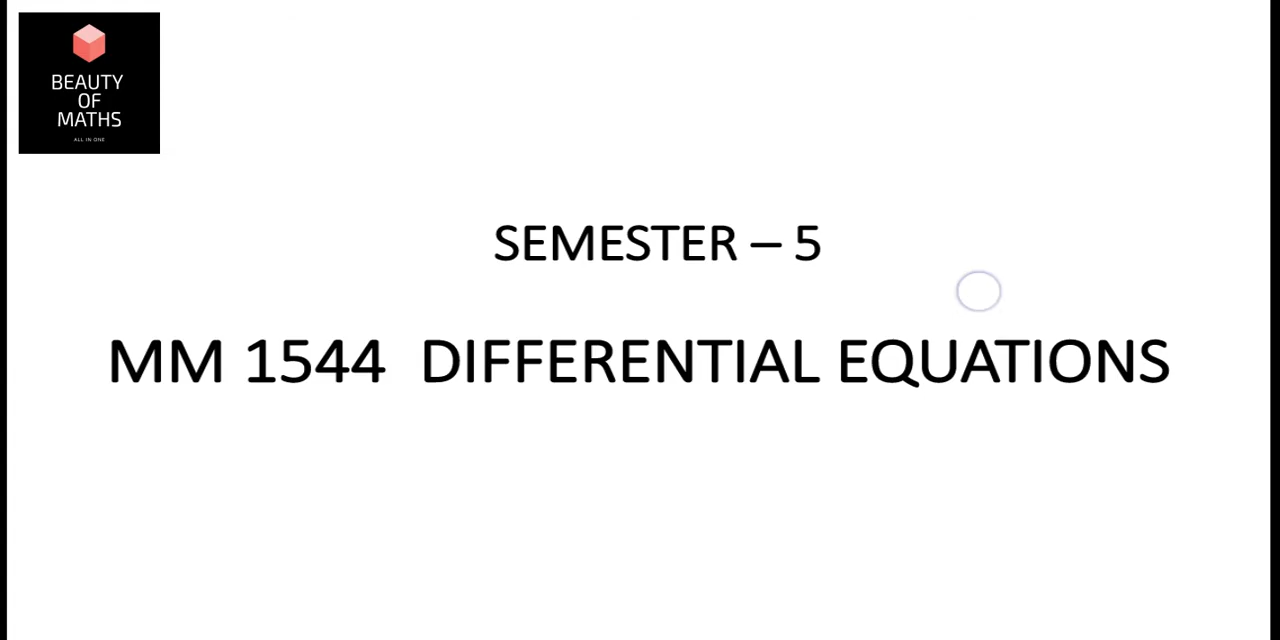 BEAUTY
OF
MATHS
ALL IN ONE
SEMESTER – 5
MM 1544 DIFFERENTIAL EQUATIONS